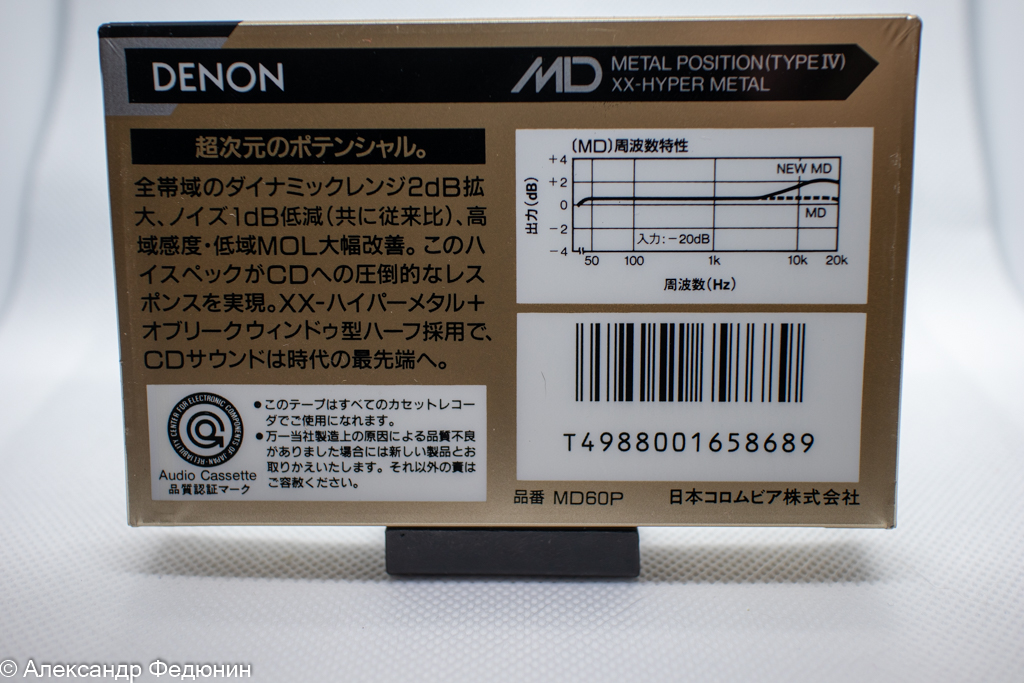 DENON
MD METAL POSITION(TYPE IV)
XX-HYPER METAL
超次元のポテンシャル。
全帯域のダイナミックレンジ2dB拡
大、ノイズ1dB低減(共に従来比)、高
域感度・低域MOL大幅改善。このハ
イスペックがCDへの圧倒的なレス
ポンスを実現。XX-ハイパーメタル+
オブリークウィンドゥ型ハーフ採用で、
CDサウンドは時代の最先端へ。
(MD)周波数特性
出力(dB)
+4
+2
0
−2
−4
NEW MD
MD
入力:−20dB
50 100 1k 10k 20k
周波数(Hz)
RELIABILITY CENTER FOR ELECTRONIC COMPONENTS OF JAPAN
Audio Cassette
品質認証マーク
●このテープはすべてのカセットレコー
ダでご使用になれます。
●万一当社製造上の原因による品質不良
がありました場合には新しい製品とお
取りかえいたします。それ以外の責は
ご容赦ください。
T4988001658689
品番 MD60P
日本コロムビア株式会社
© Александр Федюнин